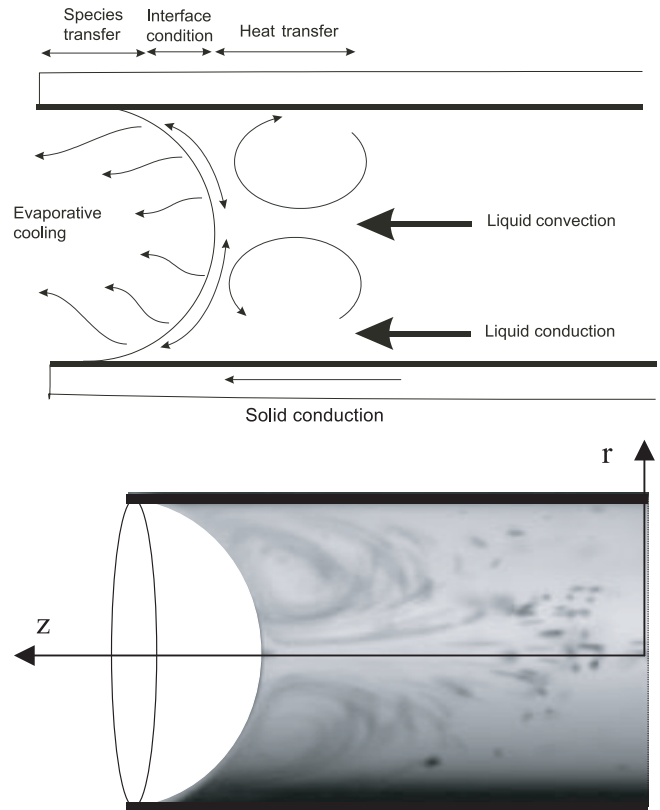 Species
transfer
Interface
condition
Heat transfer
Evaporative
cooling
Liquid convection
Liquid conduction
Solid conduction
r
z